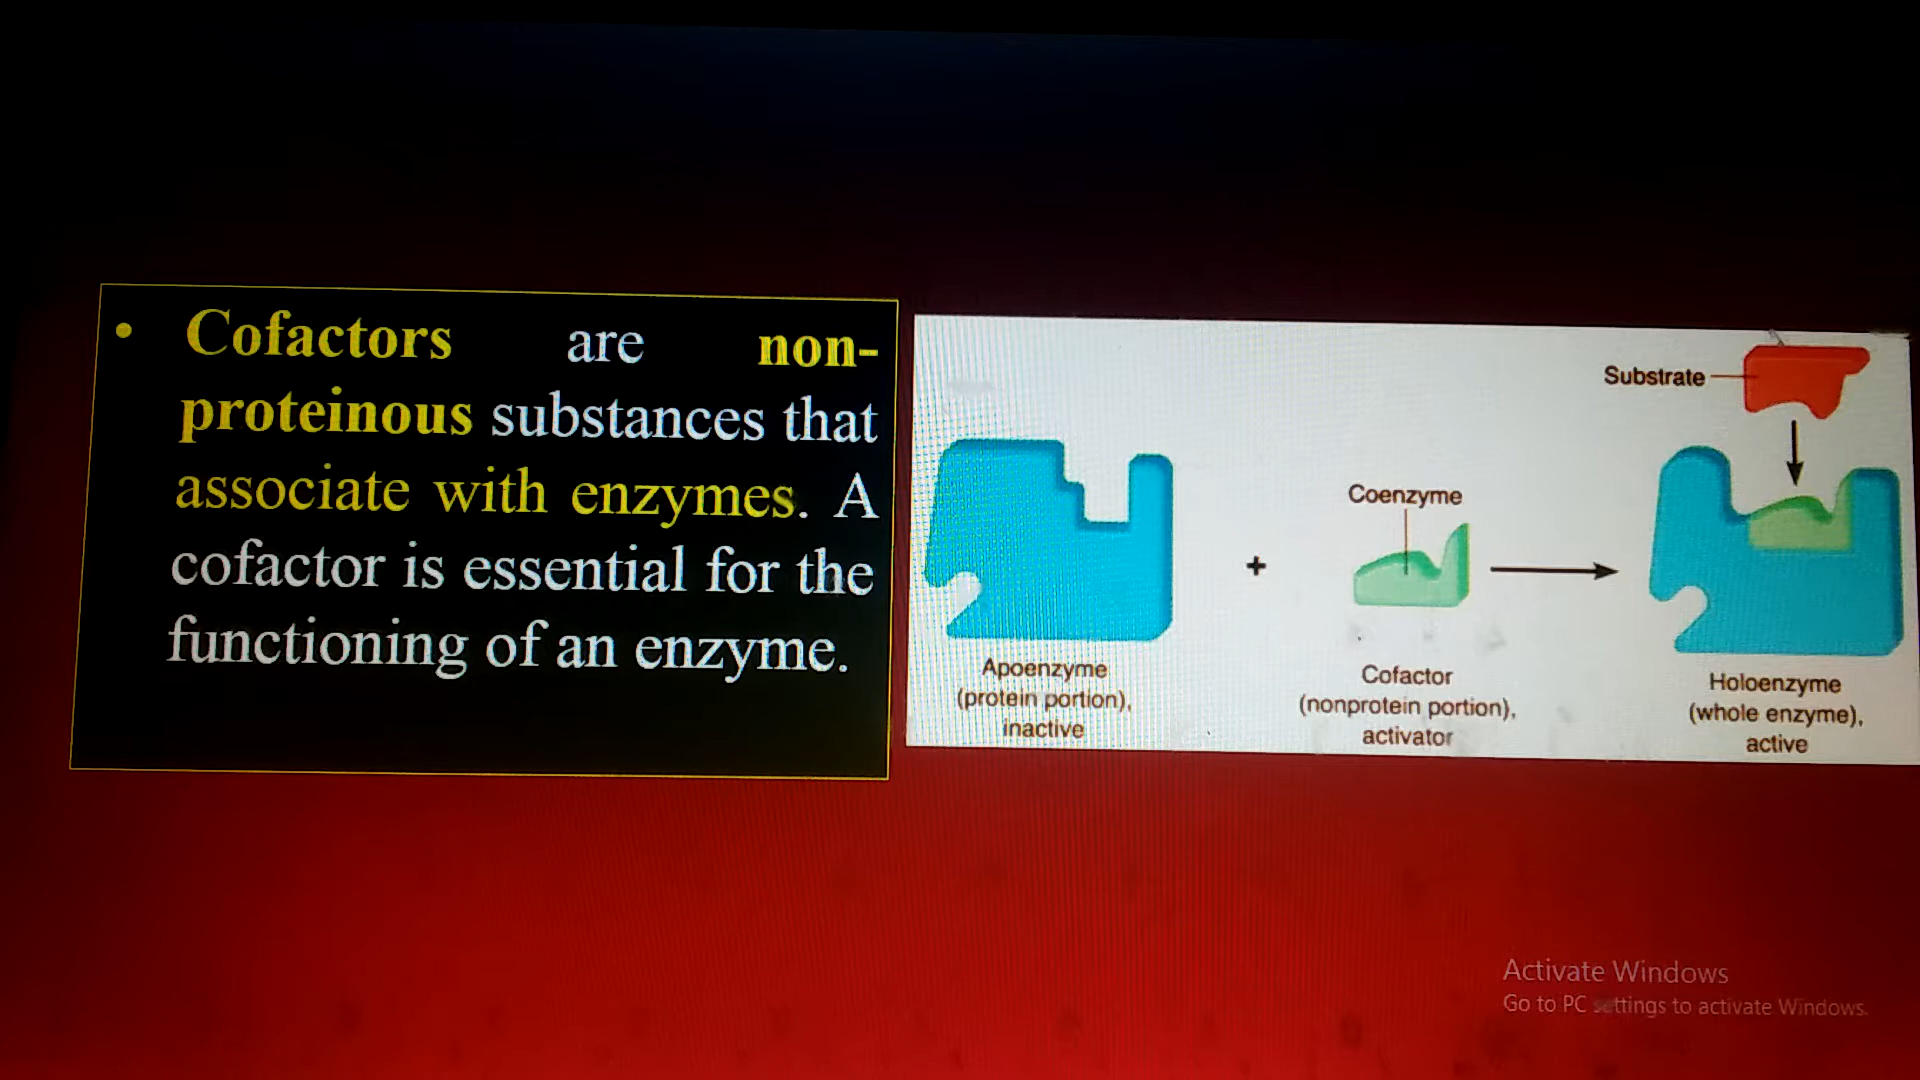 • Cofactors are non-
proteinous substances that
associate with enzymes. A
cofactor is essential for the
functioning of an enzyme.
Substrate
Coenzyme
+
Apoenzyme
(protein portion),
inactive
Cofactor
(nonprotein portion),
activator
Holoenzyme
(whole enzyme),
active
Activate Windows
Go to PC settings to activate Windows.